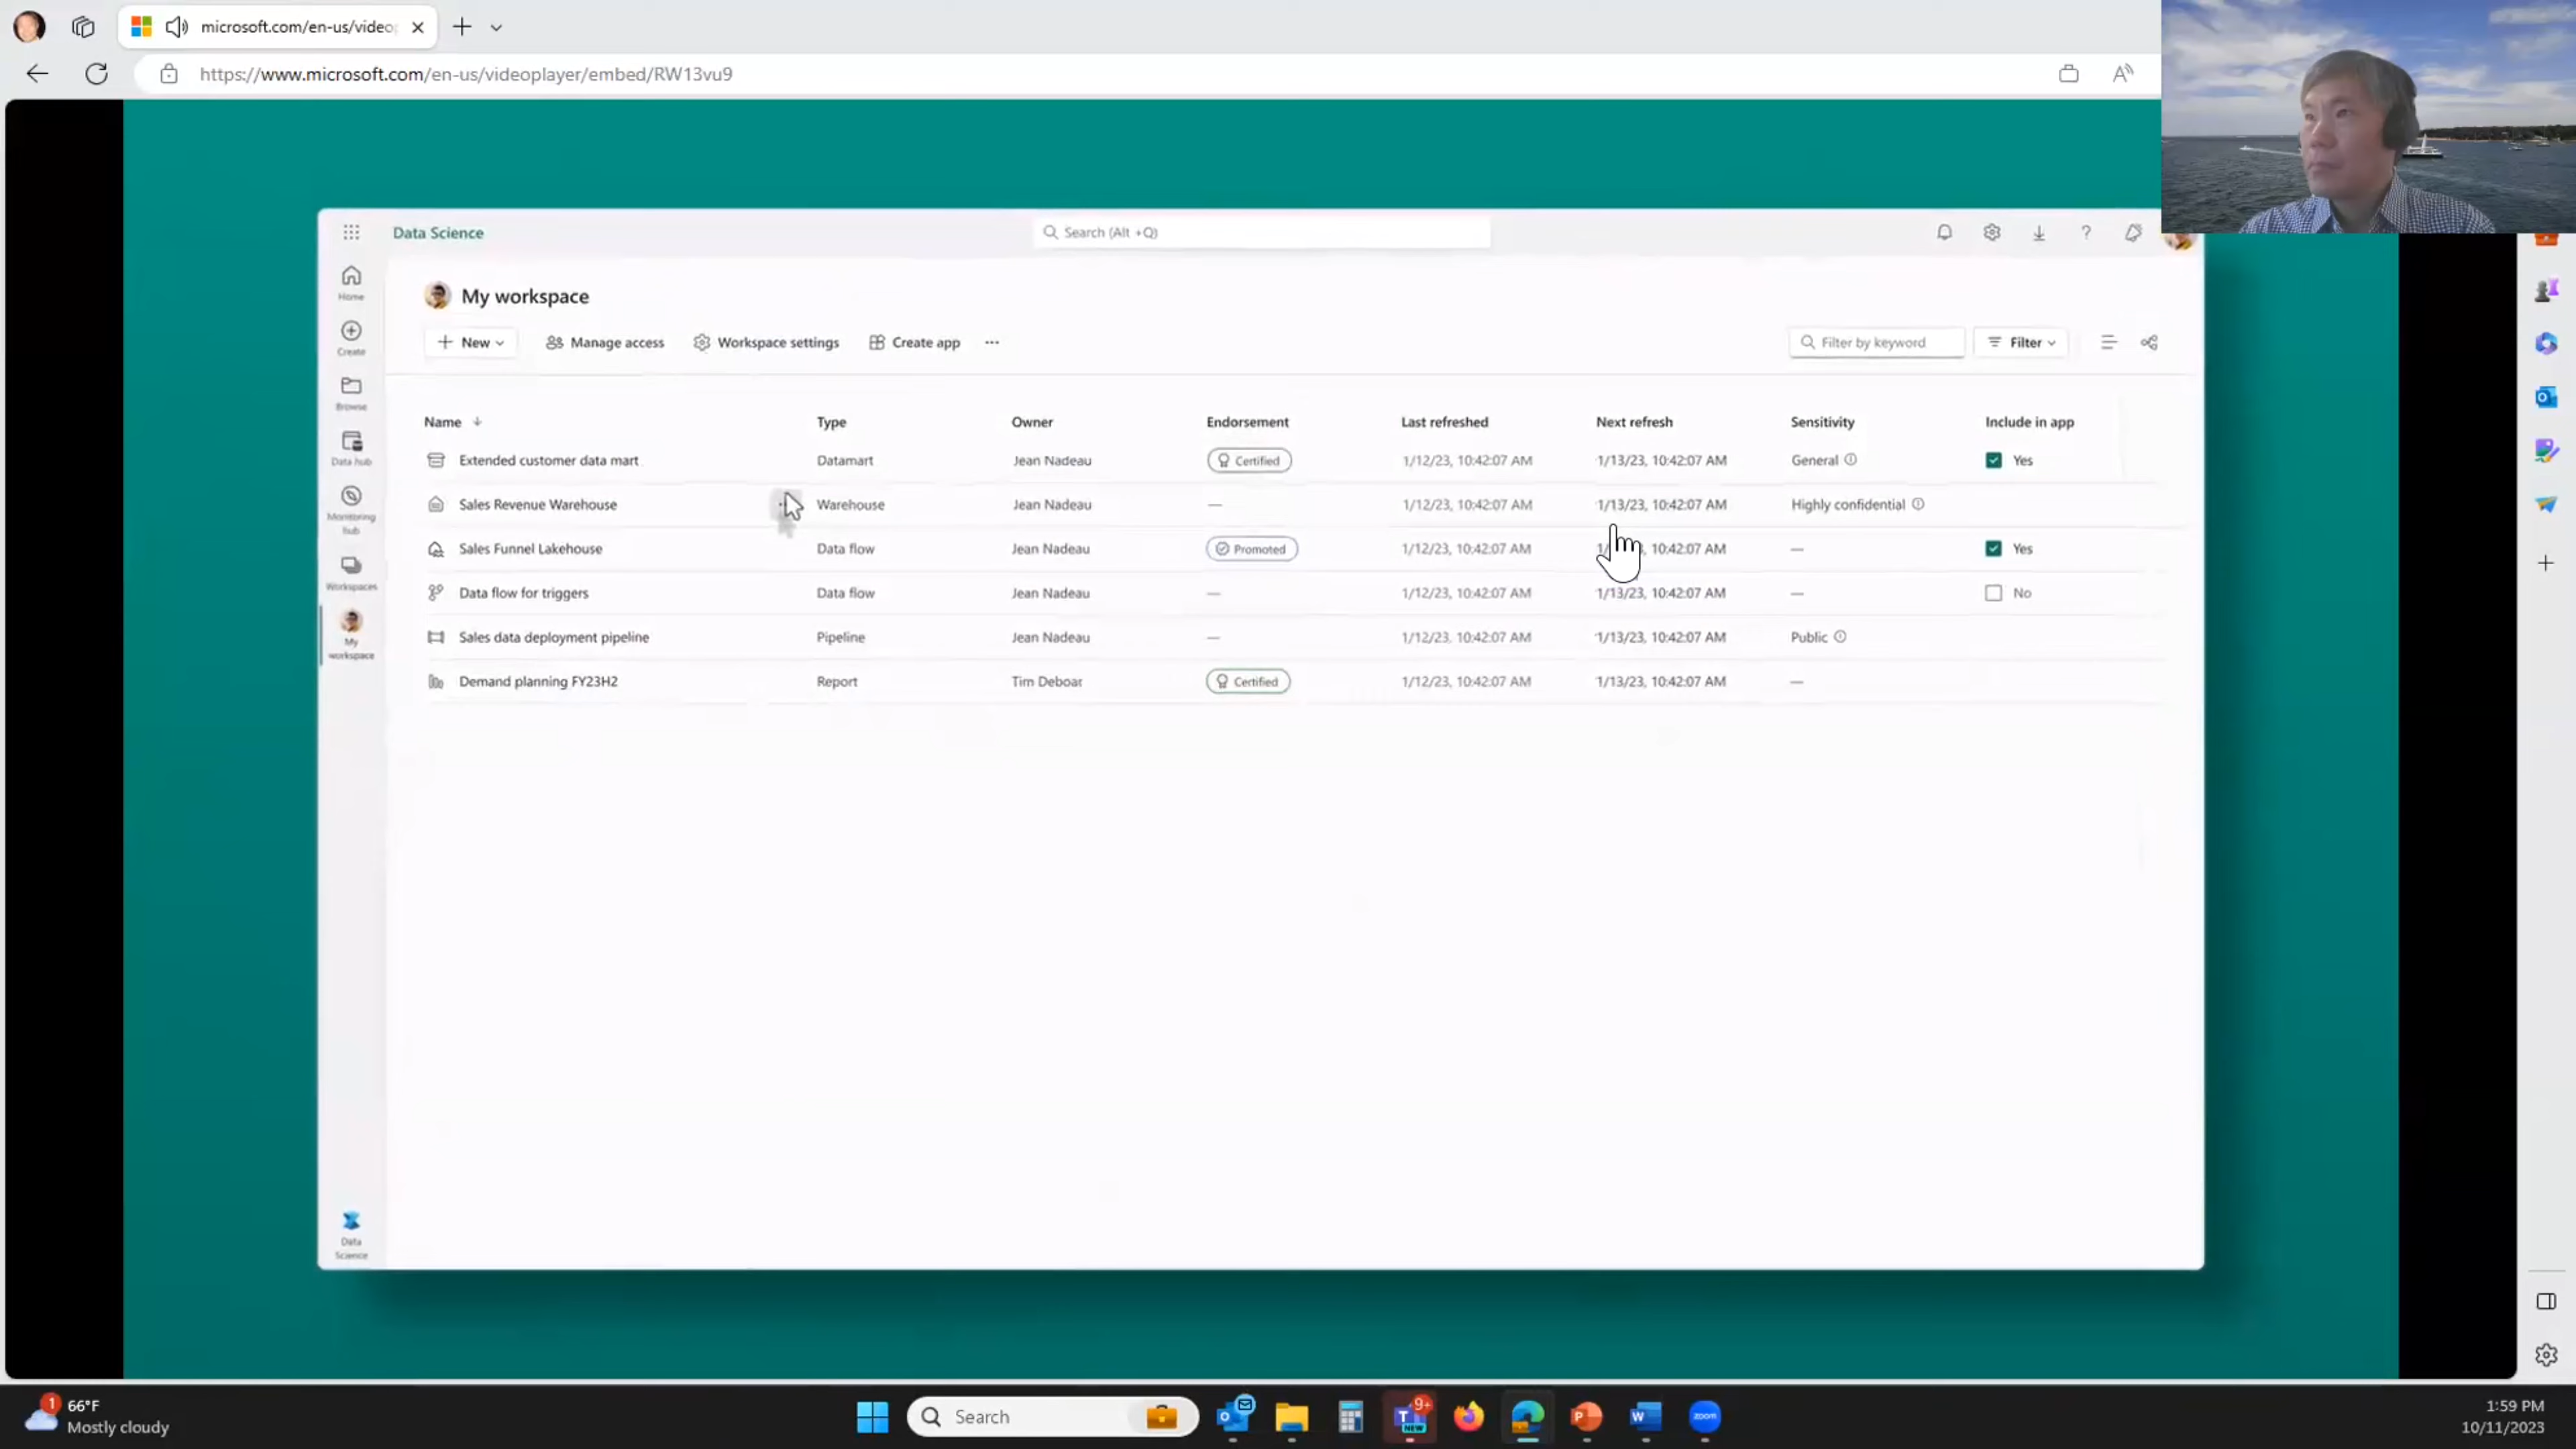 microsoft.com/en-us/videop
https://www.microsoft.com/en-us/videoplayer/embed/RW13vu9
Data Science
Search (Alt +Q)
Home
Create
Browse
Data hub
Monitoring hub
Workspaces
My workspace
Data Science
My workspace
New
Manage access
Workspace settings
Create app
Filter by keyword
Filter
Name Type Owner Endorsement Last refreshed Next refresh Sensitivity Include in app
Extended customer data mart Datamart Jean Nadeau Certified 1/12/23, 10:42:07 AM 1/13/23, 10:42:07 AM General Yes
Sales Revenue Warehouse Warehouse Jean Nadeau — 1/12/23, 10:42:07 AM 1/13/23, 10:42:07 AM Highly confidential
Sales Funnel Lakehouse Data flow Jean Nadeau Promoted 1/12/23, 10:42:07 AM 10:42:07 AM — Yes
Data flow for triggers Data flow Jean Nadeau — 1/12/23, 10:42:07 AM 1/13/23, 10:42:07 AM — No
Sales data deployment pipeline Pipeline Jean Nadeau — 1/12/23, 10:42:07 AM 1/13/23, 10:42:07 AM Public
Demand planning FY23H2 Report Tim Deboar Certified 1/12/23, 10:42:07 AM 1/13/23, 10:42:07 AM —
1
66°F
Mostly cloudy
Search
9+
NEW
zoom
1:59 PM
10/11/2023